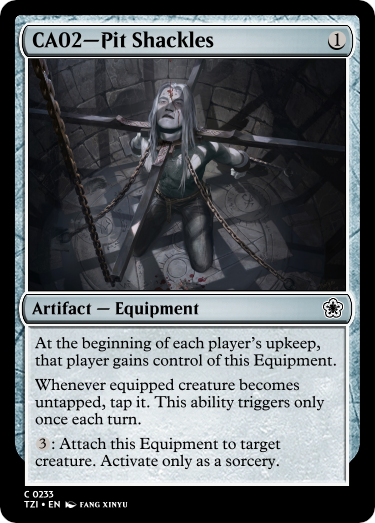 CA02—Pit Shackles 1
Artifact — Equipment
At the beginning of each player's upkeep,
that player gains control of this Equipment.
Whenever equipped creature becomes
untapped, tap it. This ability triggers only
once each turn.
3: Attach this Equipment to target
creature. Activate only as a sorcery.
C 0233
TZI • EN FANG XINYU